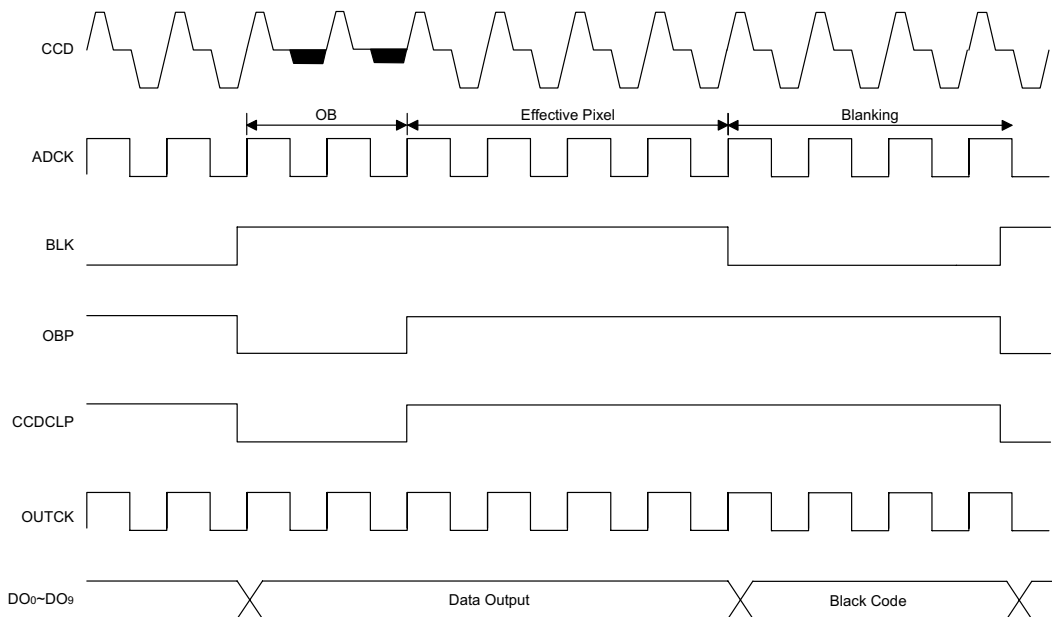 CCD
OB
Effective Pixel
Blanking
ADCK
BLK
OBP
CCDCLP
OUTCK
DO0~DO9
Data Output
Black Code